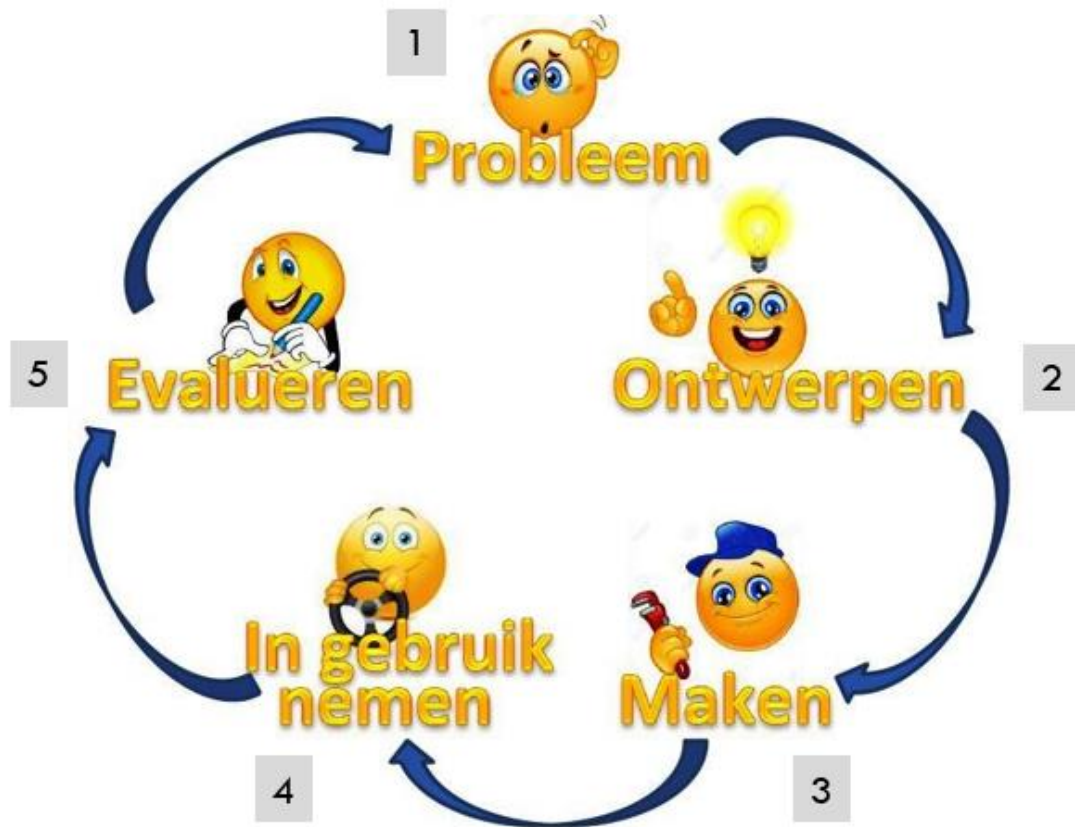 1
Probleem
2
Ontwerpen
3
Maken
4
In gebruik
nemen
5
Evalueren